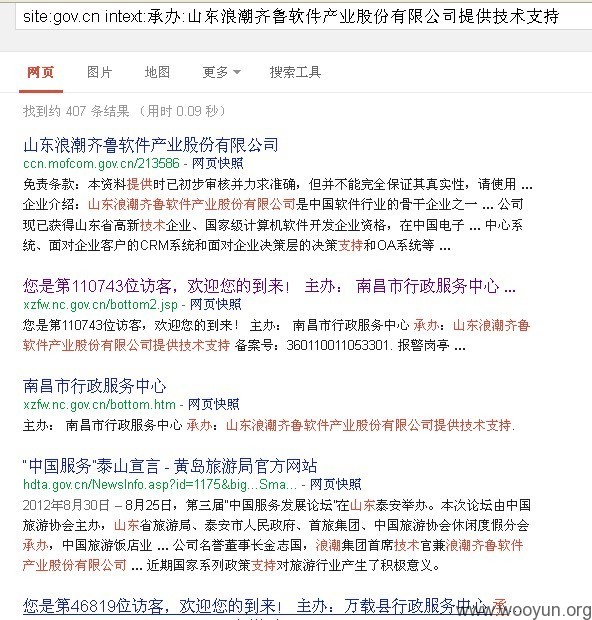 site:gov.cn intext:承办:山东浪潮齐鲁软件产业股份有限公司提供技术支持
网页 图片 地图 更多 搜索工具
找到约 407 条结果 （用时 0.09 秒）
山东浪潮齐鲁软件产业股份有限公司
ccn.mofcom.gov.cn/213586 - 网页快照
免责条款：本资料提供时已初步审核并力求准确，但并不能完全保证其真实性，请使用 ...
企业介绍：山东浪潮齐鲁软件产业股份有限公司是中国软件行业的骨干企业之一 ... 公司
现已获得山东省高新技术企业、国家级计算机软件开发企业资格，在中国电子 ... 中心系
统、面对企业客户的CRM系统和面对企业决策层的决策支持和OA系统等 ...
您是第110743位访客，欢迎您的到来！ 主办： 南昌市行政服务中心 ...
xzfw.nc.gov.cn/bottom2.jsp - 网页快照
您是第110743位访客，欢迎您的到来！ 主办： 南昌市行政服务中心 承办：山东浪潮齐鲁
软件产业股份有限公司提供技术支持 备案号：360110011053301. 报警岗亭 ...
南昌市行政服务中心
xzfw.nc.gov.cn/bottom.htm - 网页快照
主办： 南昌市行政服务中心 承办：山东浪潮齐鲁软件产业股份有限公司提供技术支持.
“中国服务”泰山宣言 - 黄岛旅游局官方网站
hdta.gov.cn/NewsInfo.asp?id=1175&big...Sma... - 网页快照
2012年8月30日 – 8月25日，第三届“中国服务发展论坛”在山东泰安举办。本次论坛由中国
旅游协会主办，山东省旅游局、泰安市人民政府、首旅集团、中国旅游协会休闲度假分会
承办，中国旅游饭店业 ... 公司名誉董事长金志国，浪潮集团首席技术官兼浪潮齐鲁软件
产业股份有限公司 ... 近期国家系列政策支持对旅游行业产生了积极意义。
您是第46819位访客，欢迎您的到来！ 主办：万载县行政服务中心 承
www.wooyun.org